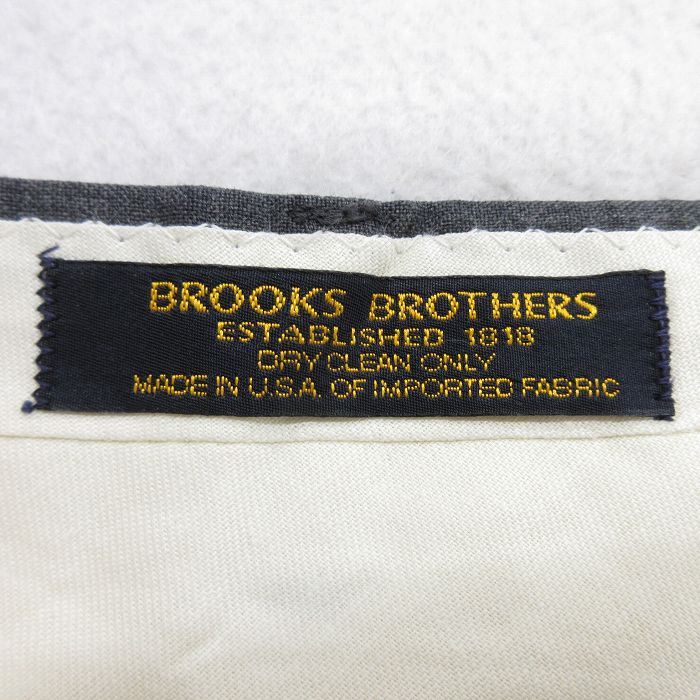 BROOKS BROTHERS
ESTABLISHED 1818
DRY CLEAN ONLY
MADE IN U.S.A. OF IMPORTED FABRIC